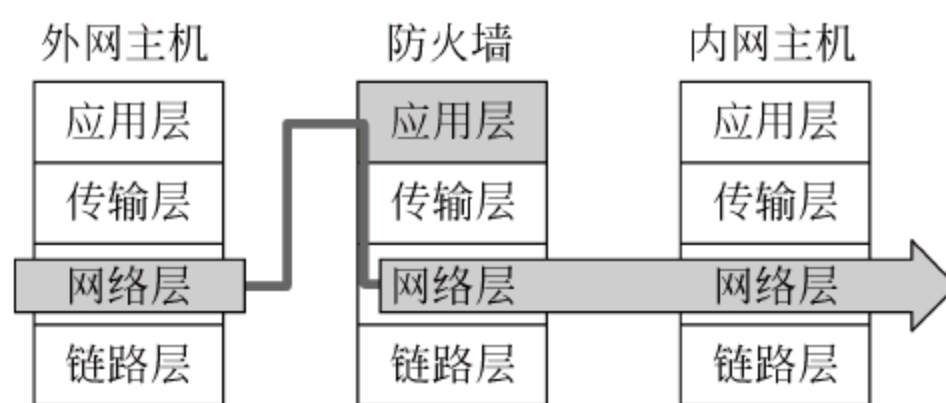 外网主机 防火墙 内网主机
应用层 应用层 应用层
传输层 传输层 传输层
网络层 网络层 网络层
链路层 链路层 链路层